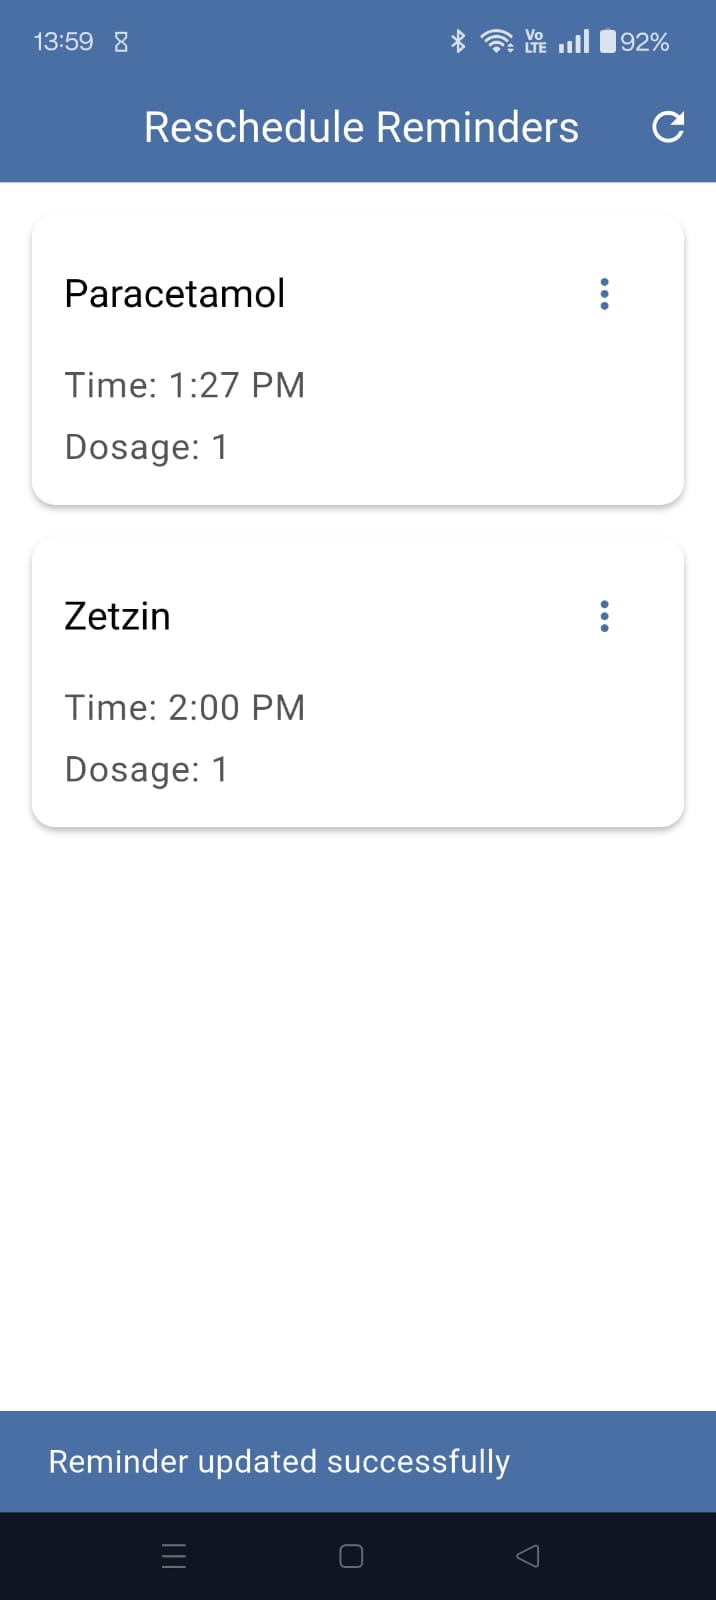 13:59 Vo LTE 92%
Reschedule Reminders
Paracetamol
Time: 1:27 PM
Dosage: 1
Zetzin
Time: 2:00 PM
Dosage: 1
Reminder updated successfully